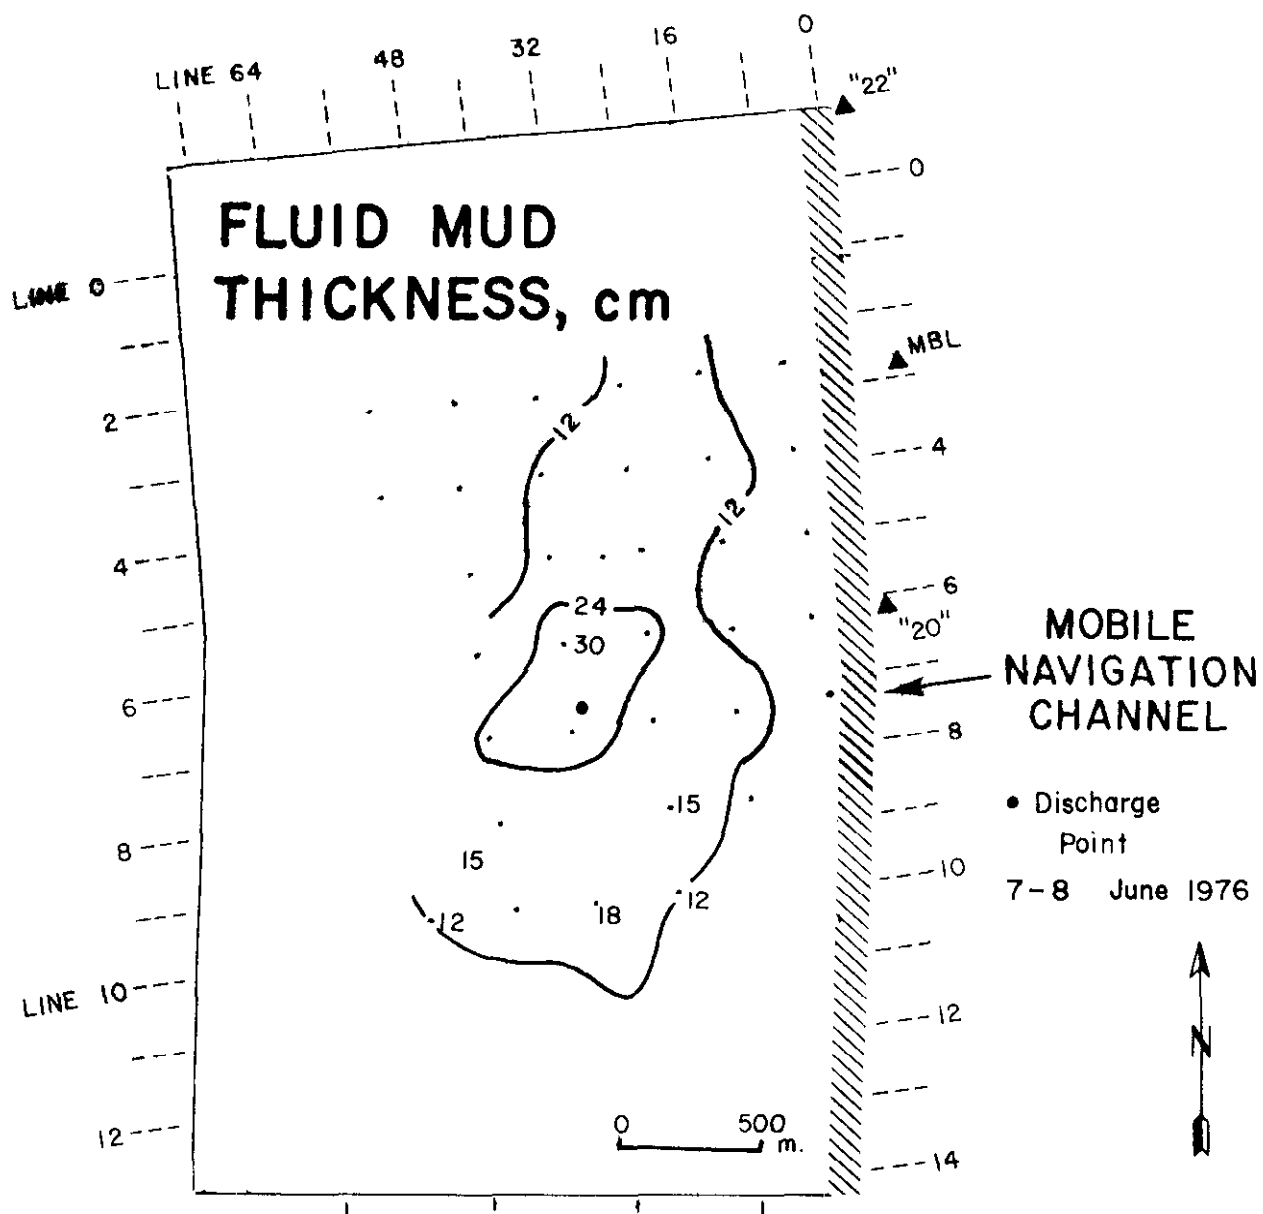 LINE 64 48 32 16 0
"22"
0
FLUID MUD
THICKNESS, cm
LINE 0
MBL
2
12
4
12
4
24
6
"20"
30
MOBILE
NAVIGATION
CHANNEL
6
8
15
• Discharge
Point
8
15
10
7-8 June 1976
12
18
12
LINE 10
12
N
0 500
m.
12
14